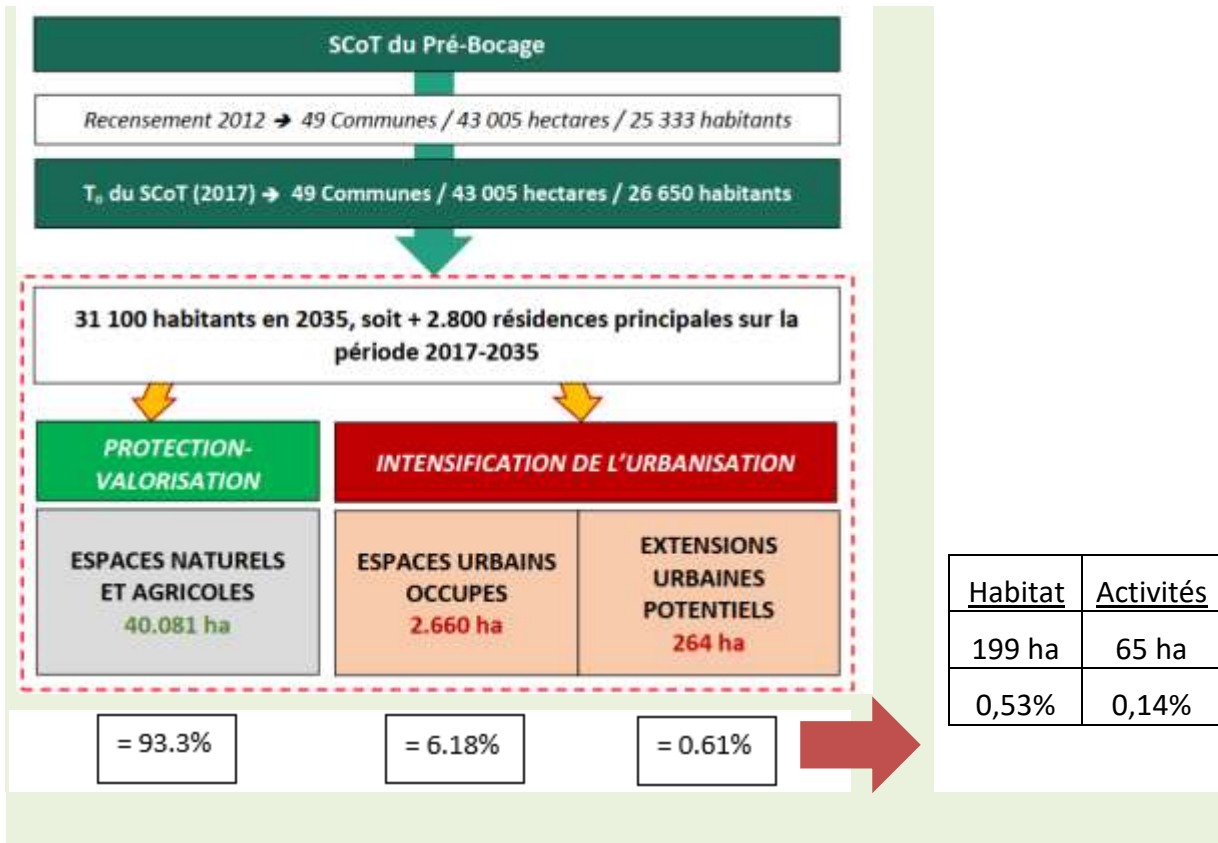 SCoT du Pré-Bocage
Recensement 2012 → 49 Communes / 43 005 hectares / 25 333 habitants
T₀ du SCoT (2017) → 49 Communes / 43 005 hectares / 26 650 habitants
31 100 habitants en 2035, soit + 2.800 résidences principales sur la
période 2017-2035
PROTECTION-
VALORISATION
INTENSIFICATION DE L'URBANISATION
ESPACES NATURELS
ET AGRICOLES
40.081 ha
ESPACES URBAINS
OCCUPES
2.660 ha
EXTENSIONS
URBAINES
POTENTIELS
264 ha
= 93.3%
= 6.18%
= 0.61%
Habitat Activités
199 ha 65 ha
0,53% 0,14%